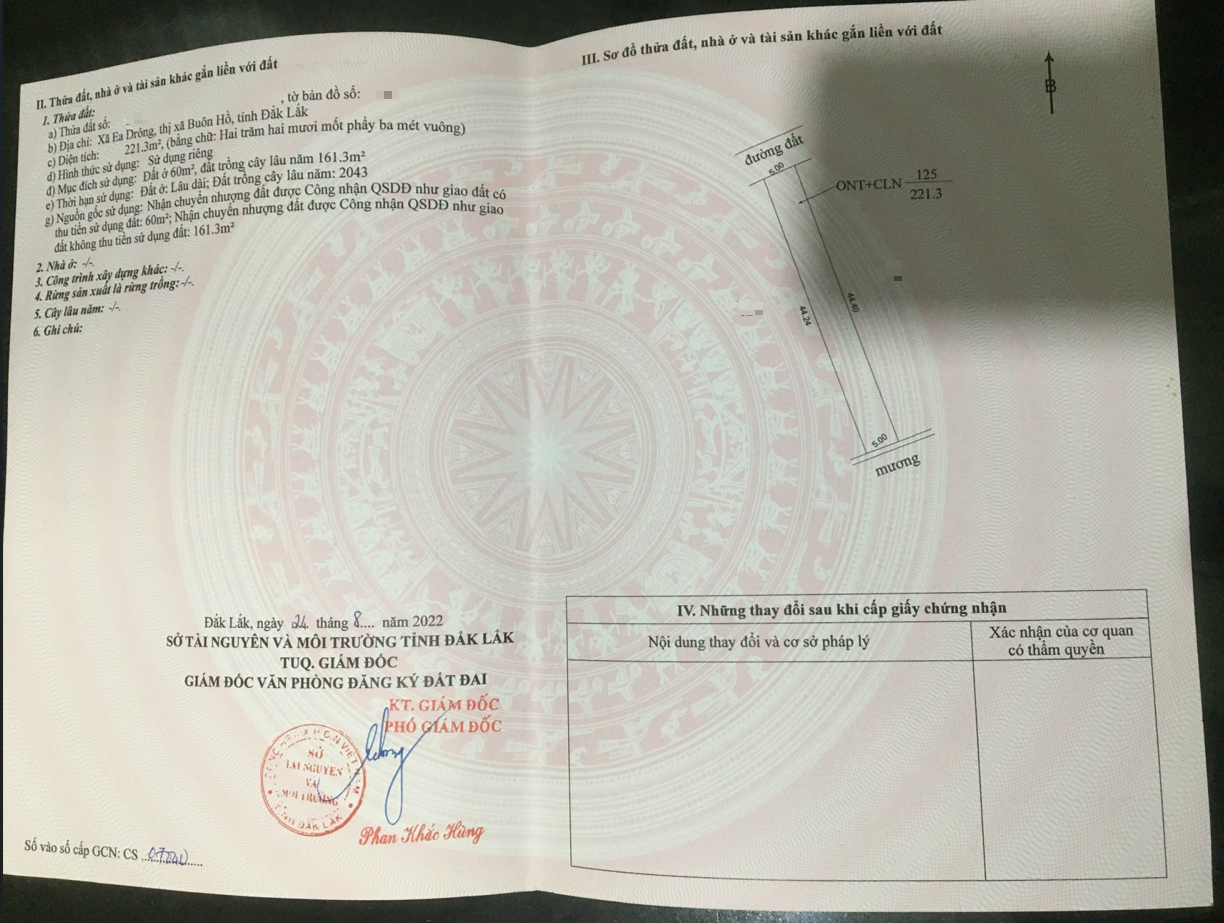 II. Thửa đất, nhà ở và tài sản khác gắn liền với đất
1. Thửa đất:
a) Thửa đất số: , tờ bản đồ số:
b) Địa chỉ: Xã Ea Drông, thị xã Buôn Hồ, tỉnh Đắk Lắk
c) Diện tích: 221.3m², (bằng chữ: Hai trăm hai mươi mốt phẩy ba mét vuông)
d) Hình thức sử dụng: Sử dụng riêng
đ) Mục đích sử dụng: Đất ở 60m², đất trồng cây lâu năm 161.3m²
e) Thời hạn sử dụng: Đất ở: Lâu dài; Đất trồng cây lâu năm: 2043
g) Nguồn gốc sử dụng: Nhận chuyển nhượng đất được Công nhận QSDĐ như giao đất có
thu tiền sử dụng đất: 60m²; Nhận chuyển nhượng đất được Công nhận QSDĐ như giao
đất không thu tiền sử dụng đất: 161.3m²
2. Nhà ở: -/-.
3. Công trình xây dựng khác: -/-.
4. Rừng sản xuất là rừng trồng: -/-.
5. Cây lâu năm: -/-.
6. Ghi chú:
Đắk Lắk, ngày 24 tháng 8.... năm 2022
SỞ TÀI NGUYÊN VÀ MÔI TRƯỜNG TỈNH ĐẮK LẮK
TUQ. GIÁM ĐỐC
GIÁM ĐỐC VĂN PHÒNG ĐĂNG KÝ ĐẤT ĐAI
KT. GIÁM ĐỐC
PHÓ GIÁM ĐỐC
SỞ
TÀI NGUYÊN
VÀ
MÔI TRƯỜNG
TỈNH ĐẮK LẮK
Phan Khắc Hùng
Số vào sổ cấp GCN: CS
III. Sơ đồ thửa đất, nhà ở và tài sản khác gắn liền với đất
B
đường đất
5.00
ONT+CLN 125
221.3
44.24
44.40
5.00
mương
IV. Những thay đổi sau khi cấp giấy chứng nhận
Nội dung thay đổi và cơ sở pháp lý
Xác nhận của cơ quan
có thẩm quyền